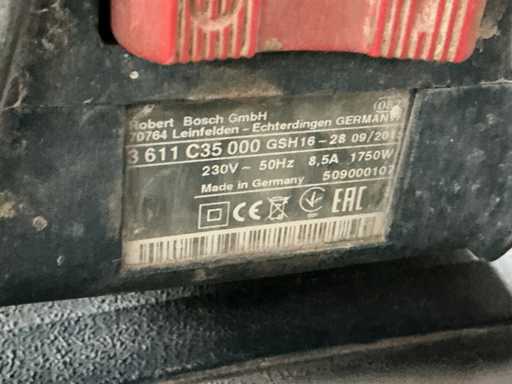 Robert Bosch GmbH
70764 Leinfelden - Echterdingen GERMANY
3 611 C35 000 GSH16-28 09/2015
230V~ 50Hz 8,5A 1750W
Made in Germany 509000107
CE EAC